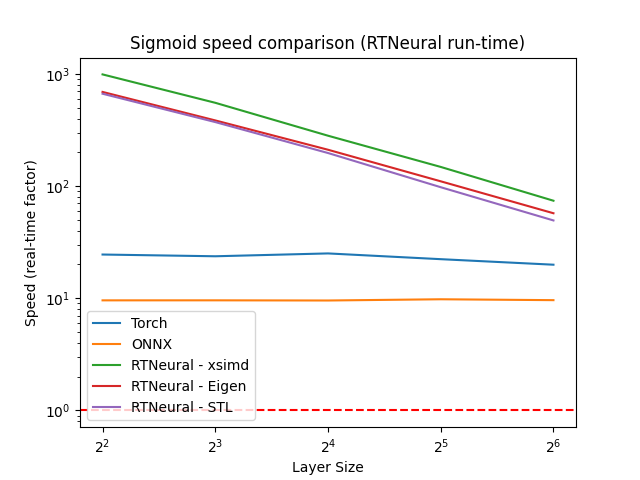 Sigmoid speed comparison (RTNeural run-time)
Speed (real-time factor)
10³
10²
10¹
10⁰
Torch
ONNX
RTNeural - xsimd
RTNeural - Eigen
RTNeural - STL
2² 2³ 2⁴ 2⁵ 2⁶
Layer Size